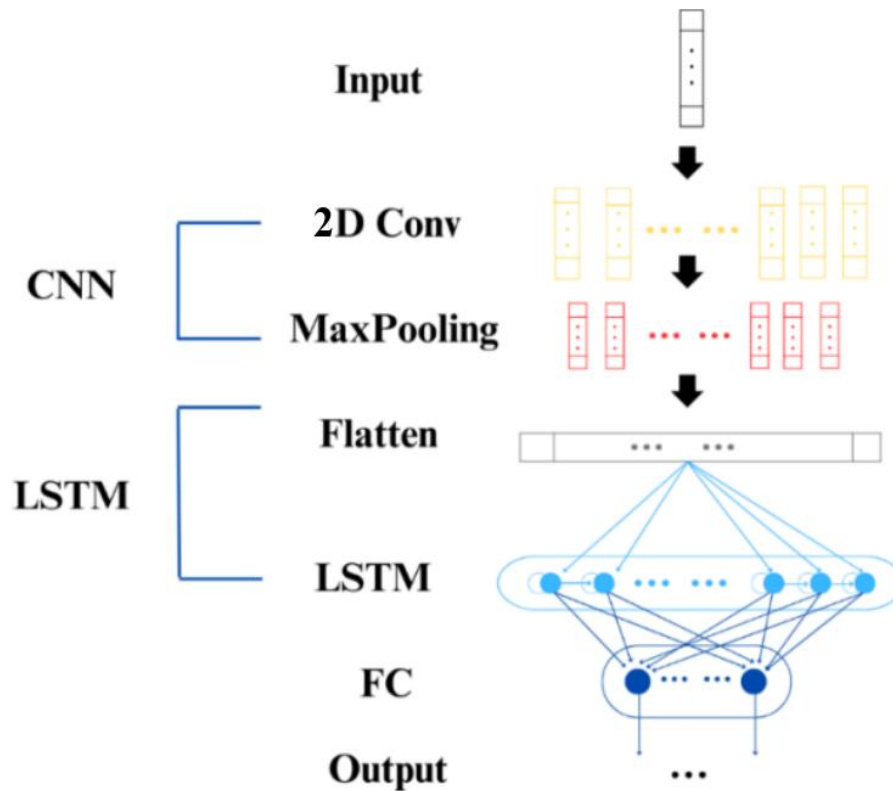 Input
2D Conv
CNN
MaxPooling
Flatten
LSTM
LSTM
FC
Output